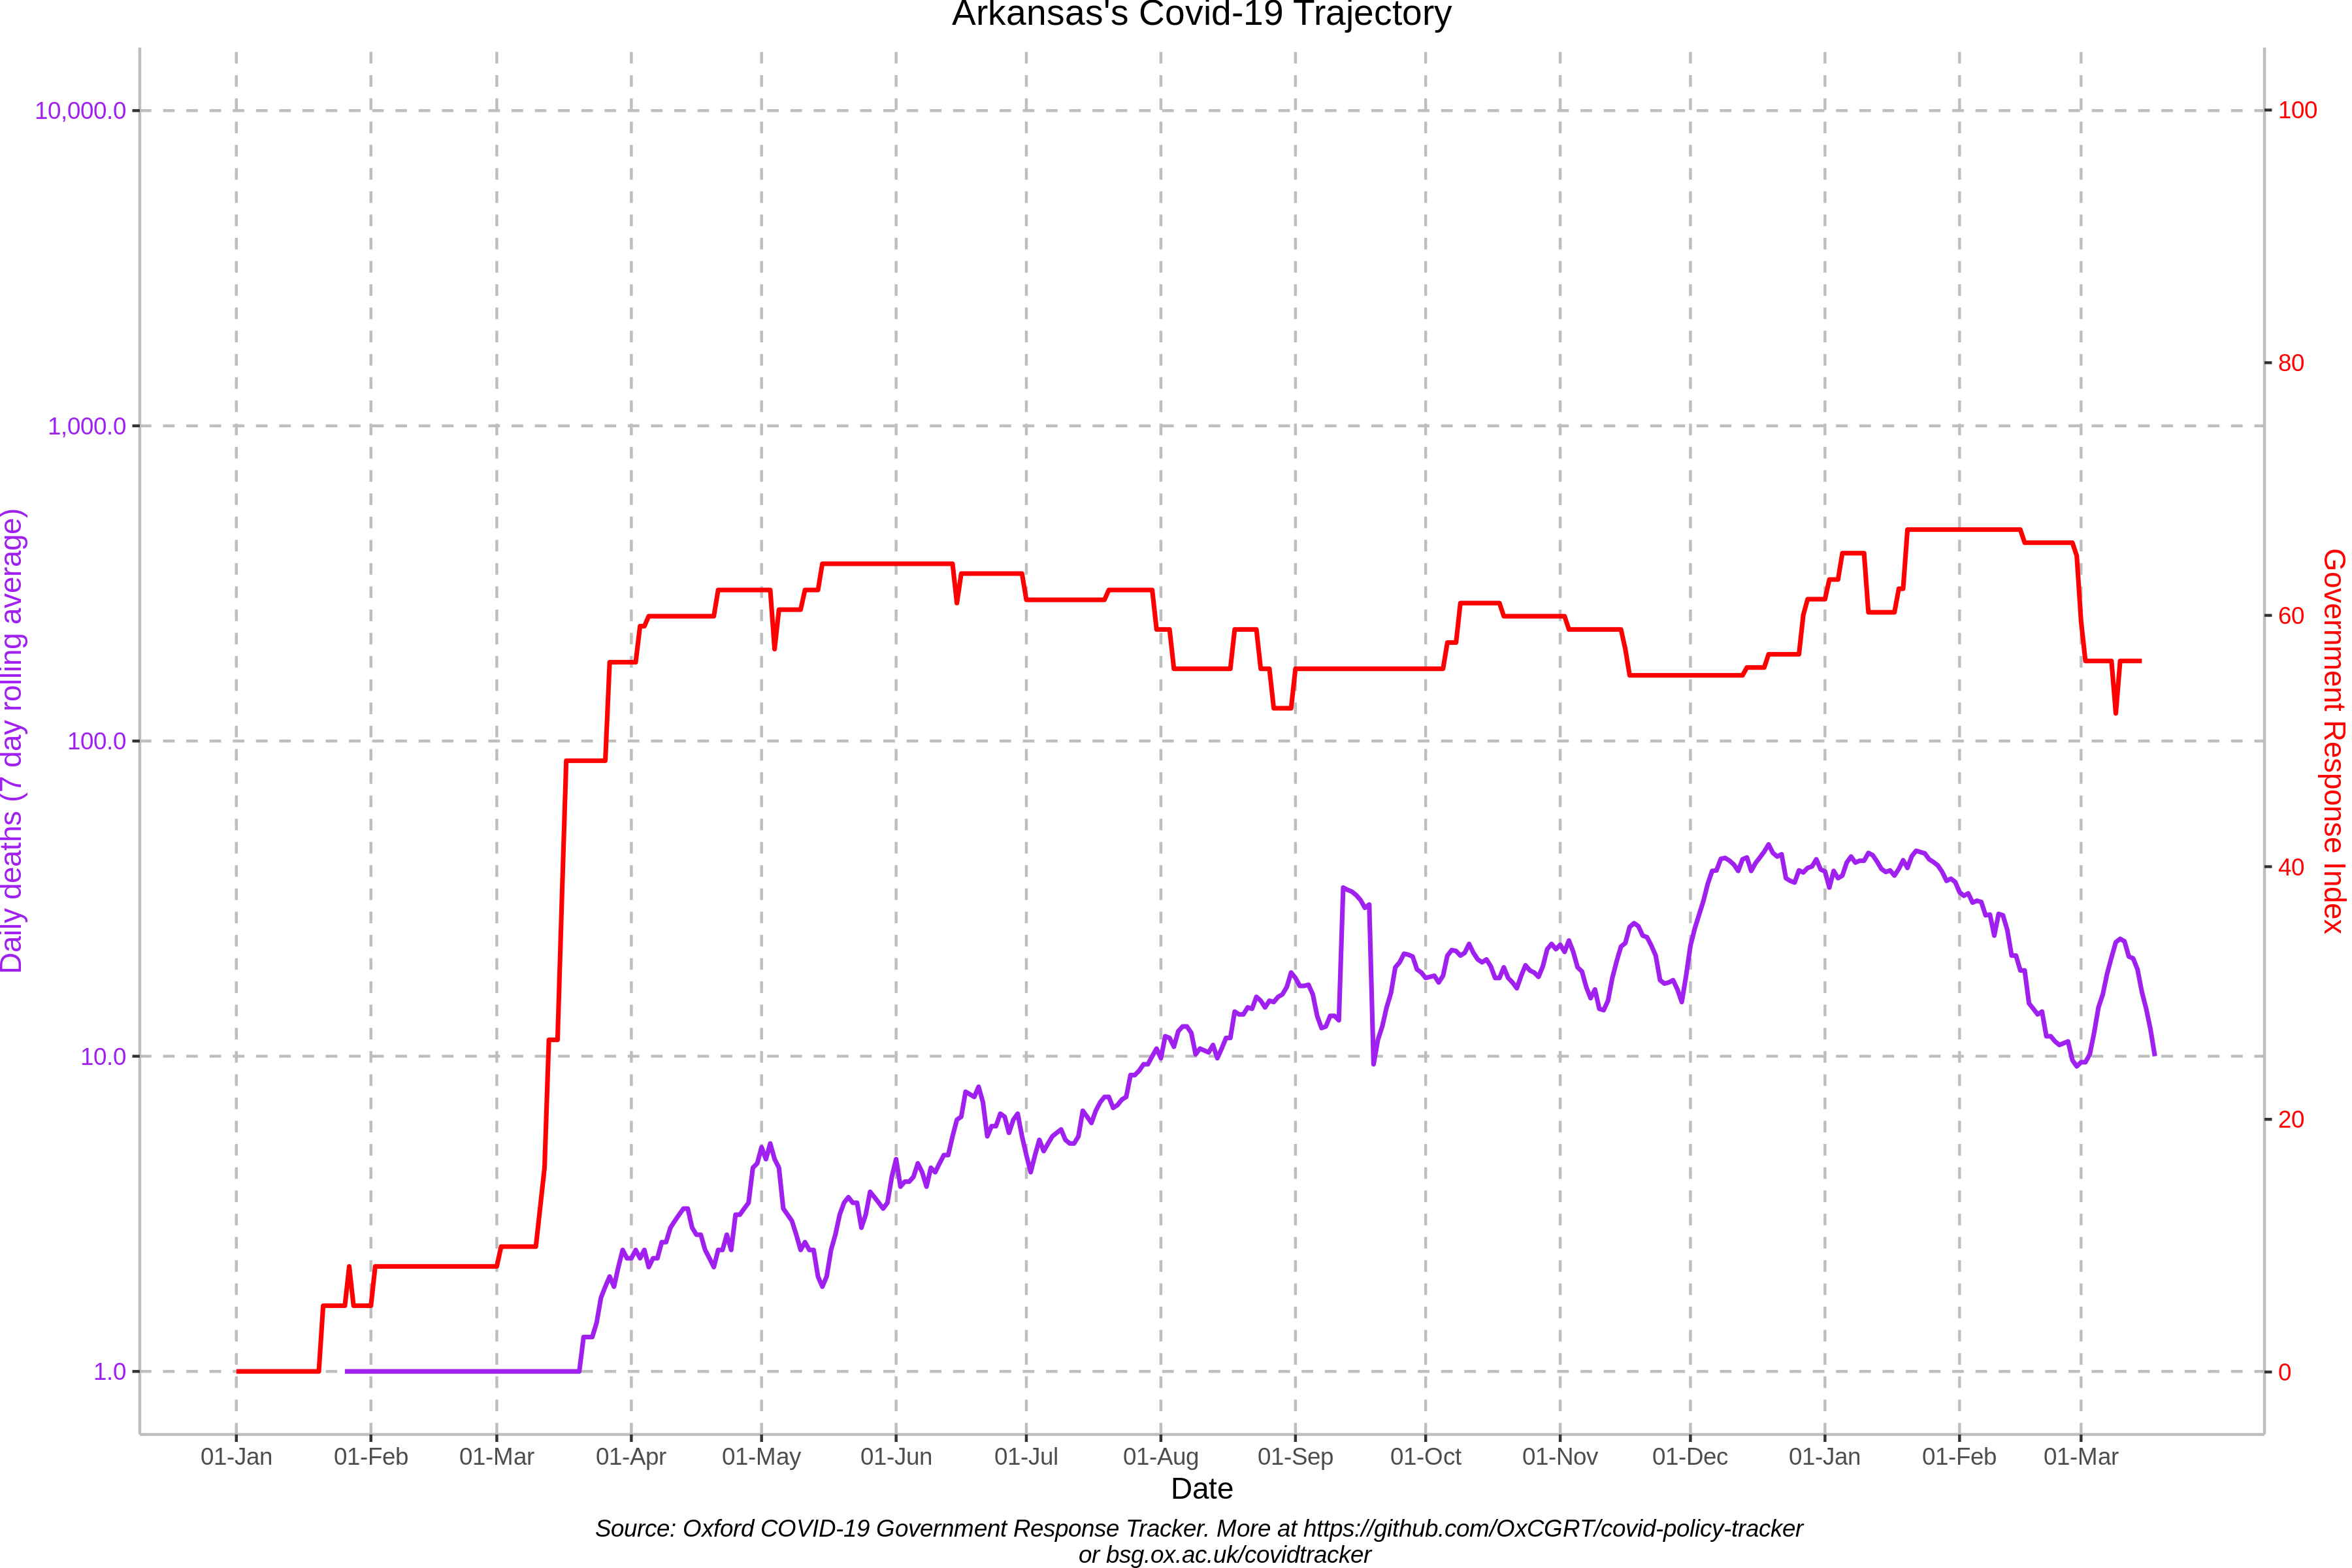 Arkansas's Covid-19 Trajectory
10,000.0
1,000.0
100.0
10.0
1.0
Daily deaths (7 day rolling average)
100
80
60
40
20
0
Government Response Index
01-Jan 01-Feb 01-Mar 01-Apr 01-May 01-Jun 01-Jul 01-Aug 01-Sep 01-Oct 01-Nov 01-Dec 01-Jan 01-Feb 01-Mar
Date
Source: Oxford COVID-19 Government Response Tracker. More at https://github.com/OxCGRT/covid-policy-tracker
or bsg.ox.ac.uk/covidtracker